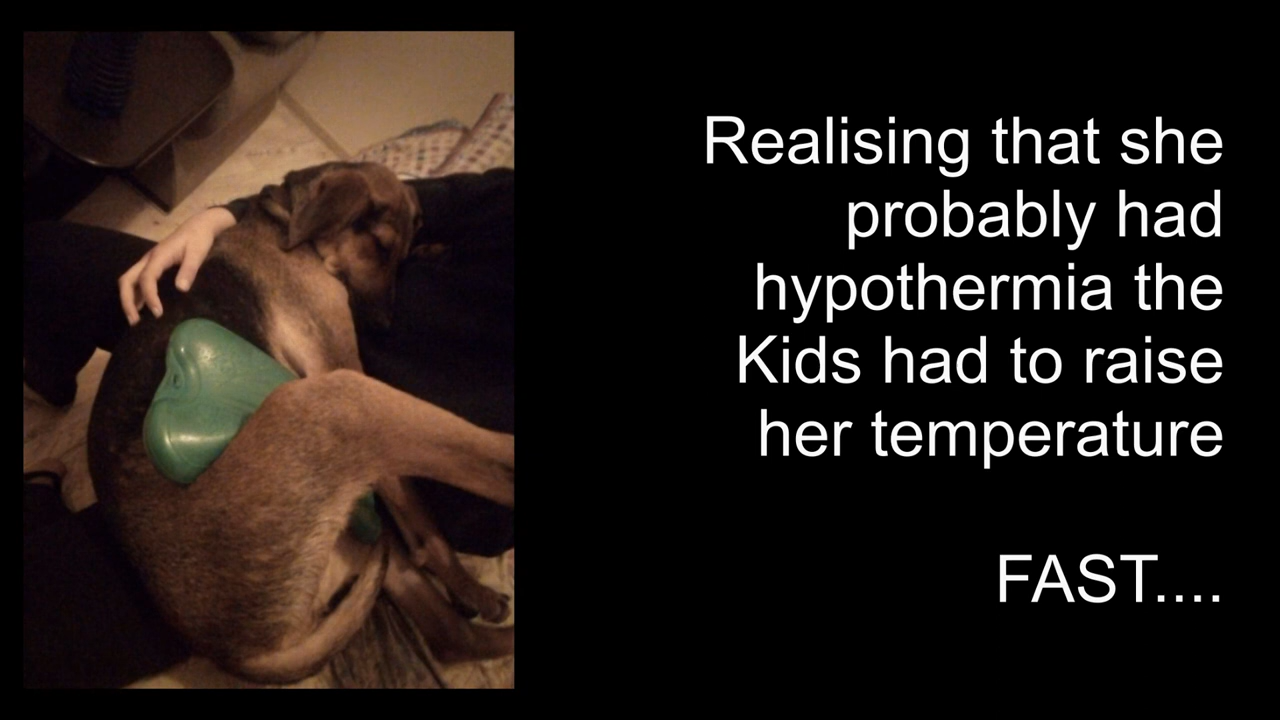 Realising that she
probably had
hypothermia the
Kids had to raise
her temperature
FAST....